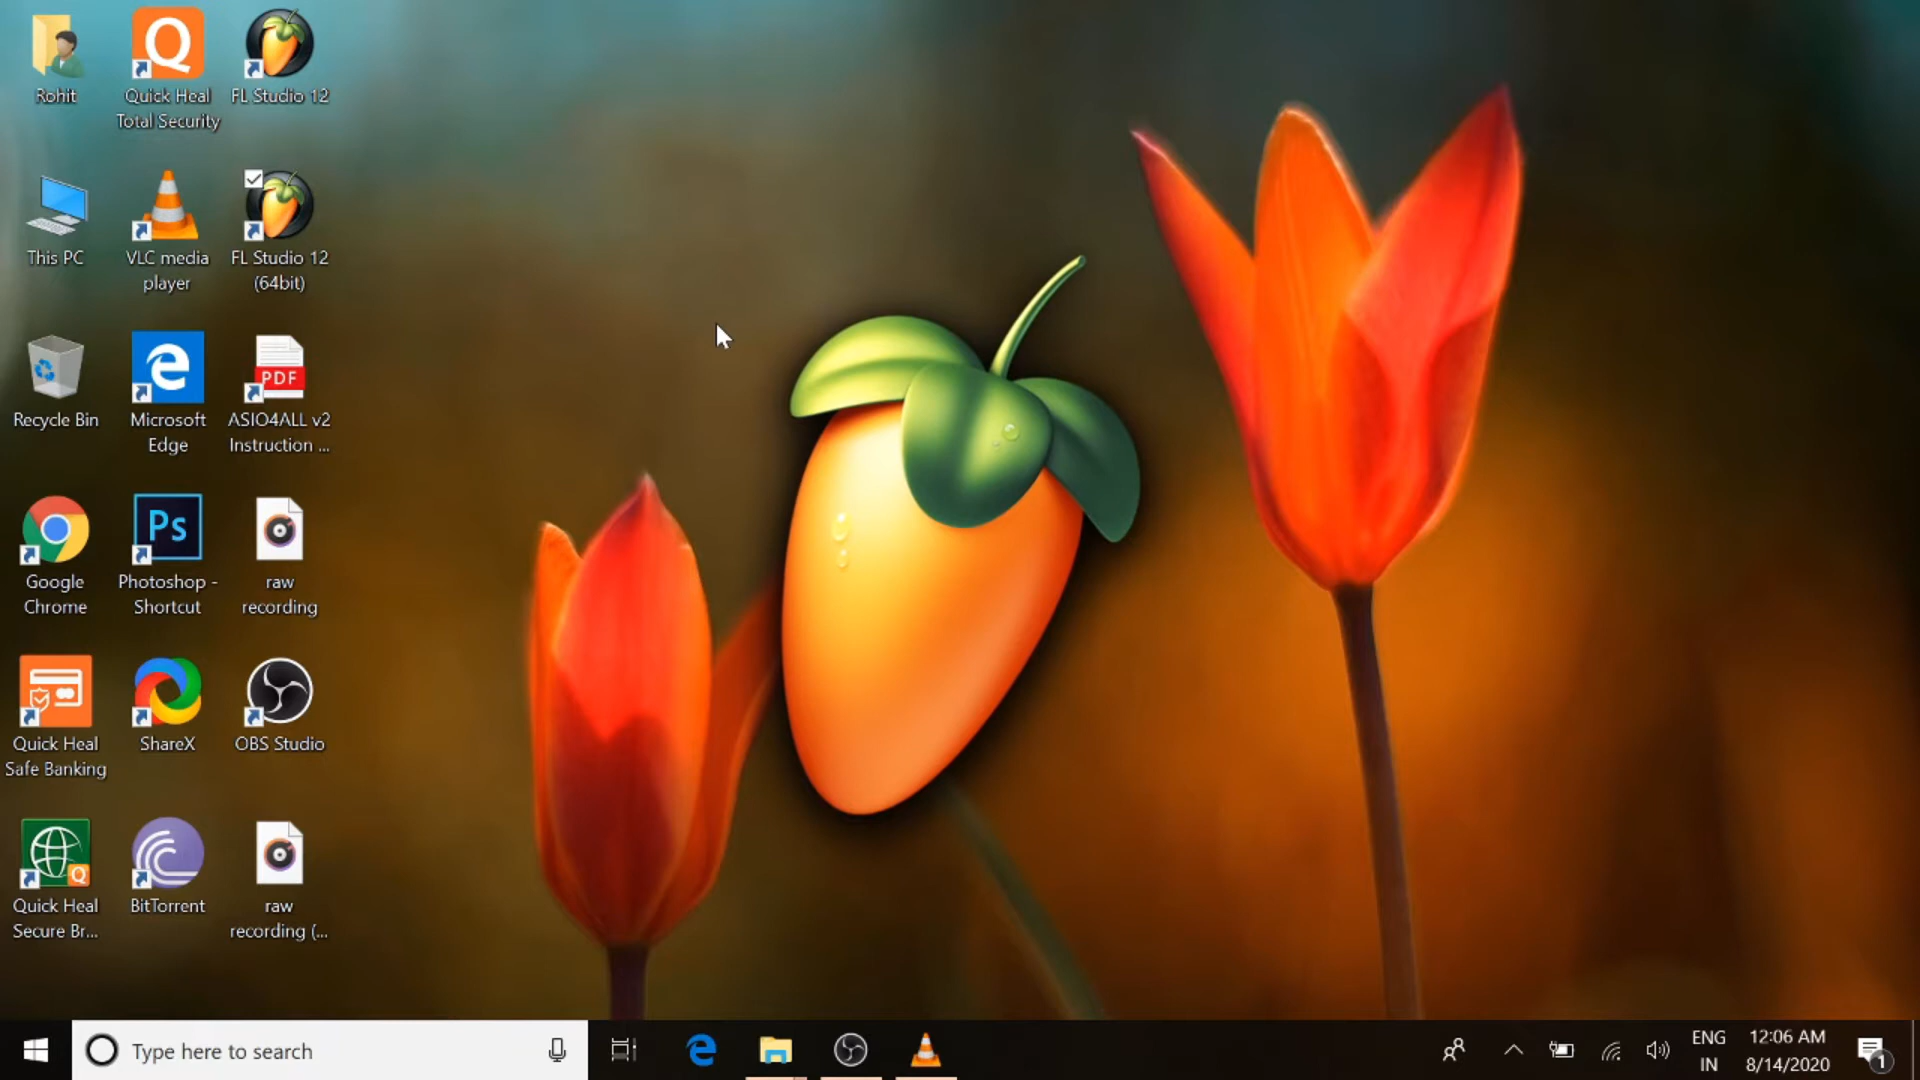 Rohit
Quick Heal
Total Security
FL Studio 12
This PC
VLC media
player
FL Studio 12
(64bit)
Recycle Bin
Microsoft
Edge
PDF
ASIO4ALL v2
Instruction ...
Google
Chrome
Ps
Photoshop -
Shortcut
raw
recording
Quick Heal
Safe Banking
ShareX
OBS Studio
Quick Heal
Secure Br...
BitTorrent
raw
recording (...
Type here to search
ENG
IN
12:06 AM
8/14/2020
1